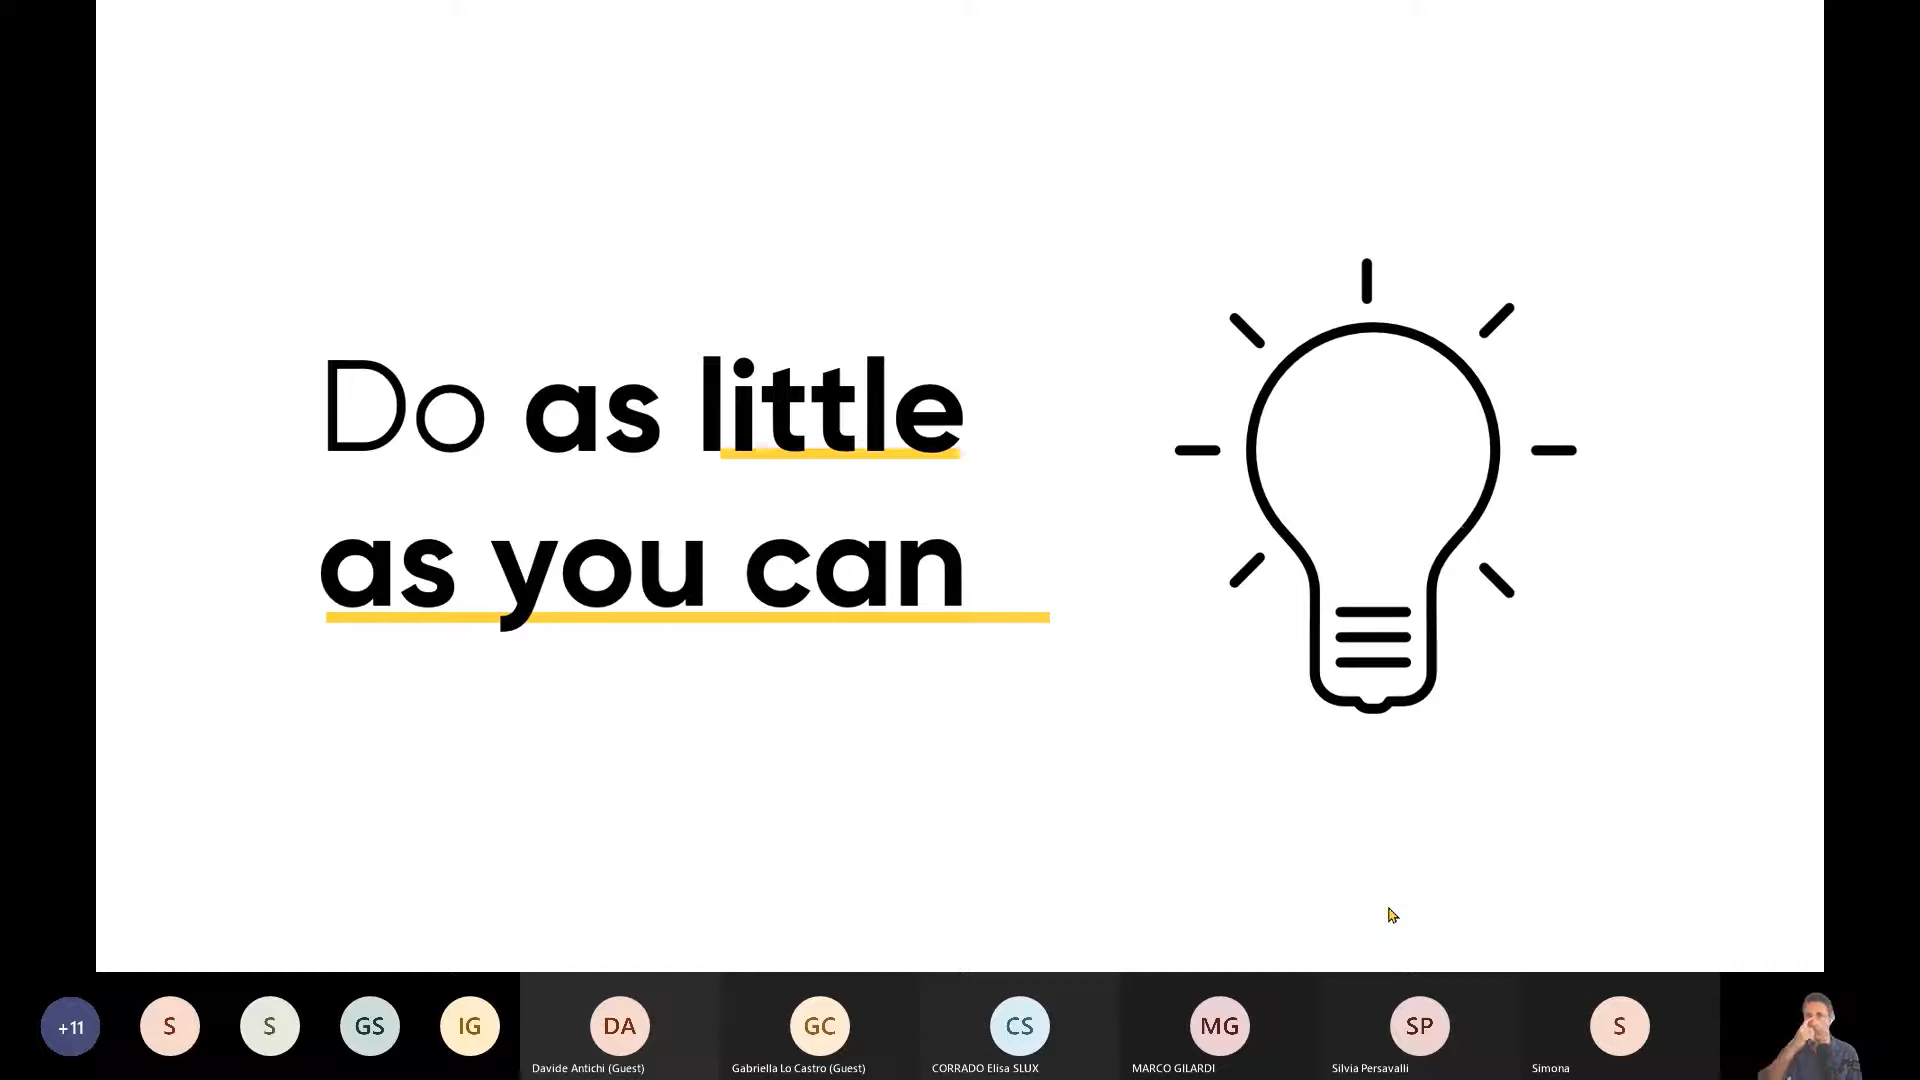 Do as little
as you can
+11
S
S
GS
IG
DA
GC
CS
MG
SP
S
Davide Antichi (Guest)
Gabriella Lo Castro (Guest)
CORRADO Elisa SLUX
MARCO GILARDI
Silvia Persavalli
Simona